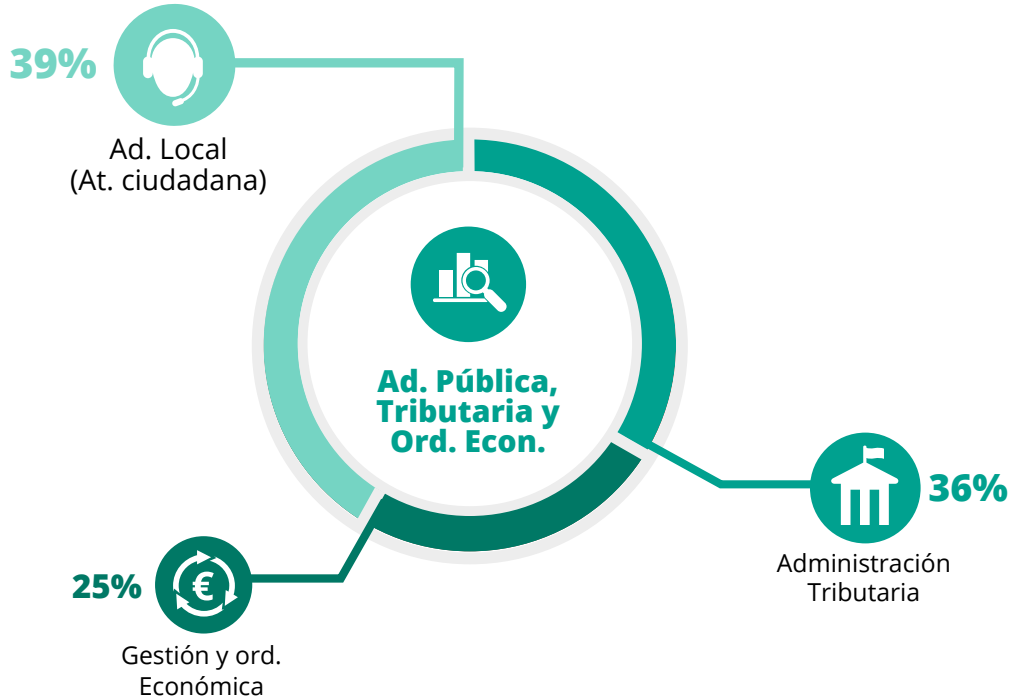 39%
Ad. Local
(At. ciudadana)
Ad. Pública,
Tributaria y
Ord. Econ.
36%
Administración
Tributaria
25%
€
Gestión y ord.
Económica